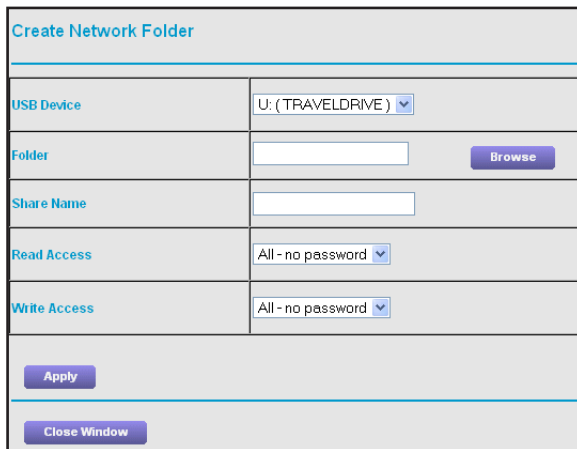 Create Network Folder
USB Device U: ( TRAVELDRIVE )
Folder Browse
Share Name
Read Access All - no password
Write Access All - no password
Apply
Close Window